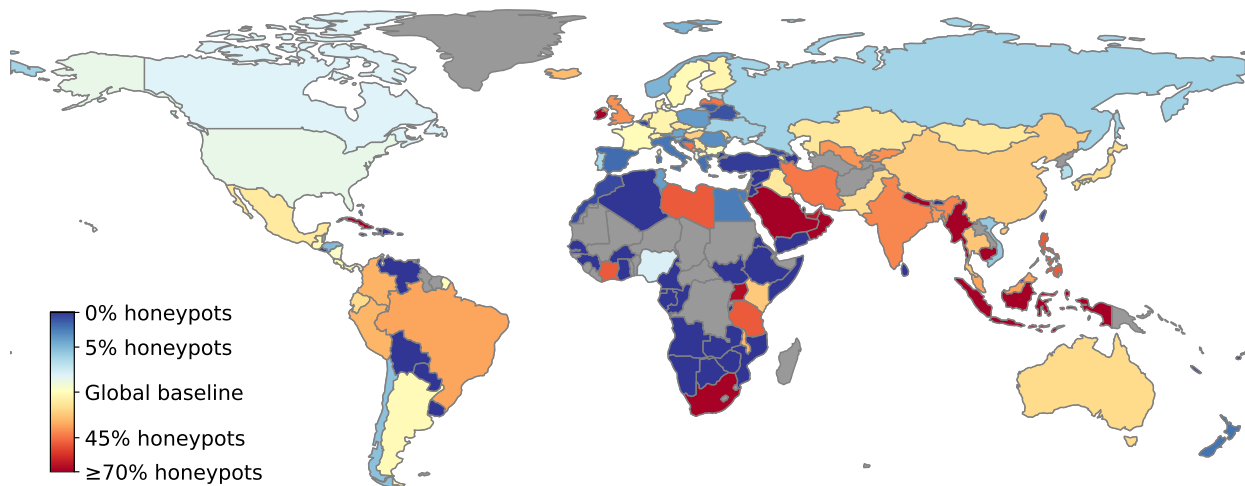 0% honeypots
5% honeypots
Global baseline
45% honeypots
≥70% honeypots